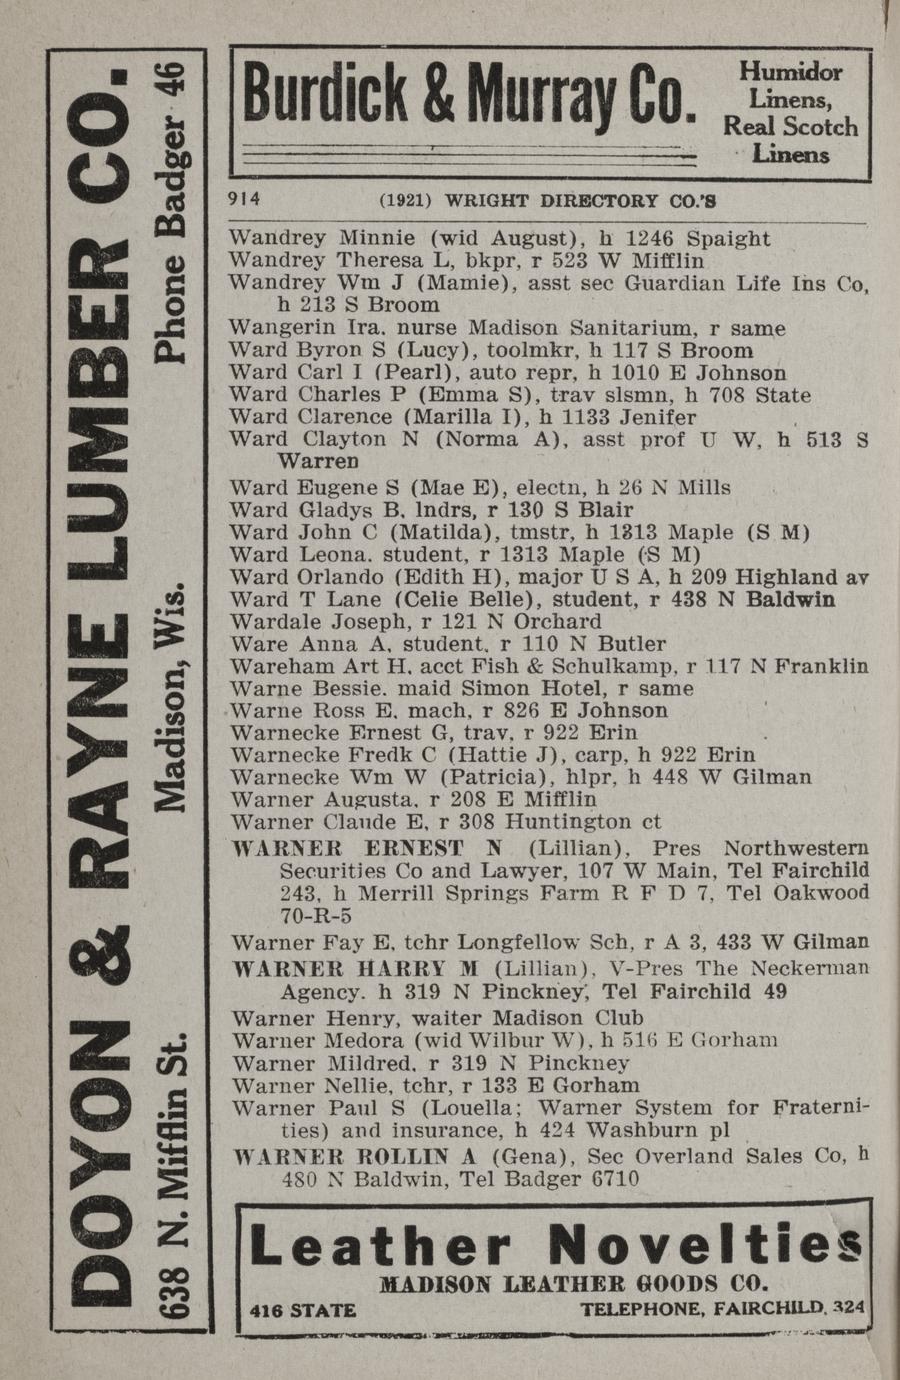 DOYON & RAYNE LUMBER CO.
638 N. Mifflin St. Madison, Wis. Phone Badger 46
Burdick & Murray Co.
Humidor
Linens,
Real Scotch
Linens
914 (1921) WRIGHT DIRECTORY CO.'S
Wandrey Minnie (wid August), h 1246 Spaight
Wandrey Theresa L, bkpr, r 523 W Mifflin
Wandrey Wm J (Mamie), asst sec Guardian Life Ins Co,
h 213 S Broom
Wangerin Ira. nurse Madison Sanitarium, r same
Ward Byron S (Lucy), toolmkr, h 117 S Broom
Ward Carl I (Pearl), auto repr, h 1010 E Johnson
Ward Charles P (Emma S), trav slsmn, h 708 State
Ward Clarence (Marilla I), h 1133 Jenifer
Ward Clayton N (Norma A), asst prof U W, h 513 S
Warren
Ward Eugene S (Mae E), electn, h 26 N Mills
Ward Gladys B, lndrs, r 130 S Blair
Ward John C (Matilda), tmstr, h 1313 Maple (S M)
Ward Leona. student, r 1313 Maple (S M)
Ward Orlando (Edith H), major U S A, h 209 Highland av
Ward T Lane (Celie Belle), student, r 438 N Baldwin
Wardale Joseph, r 121 N Orchard
Ware Anna A, student, r 110 N Butler
Wareham Art H, acct Fish & Schulkamp, r 117 N Franklin
Warne Bessie. maid Simon Hotel, r same
Warne Ross E, mach, r 826 E Johnson
Warnecke Ernest G, trav, r 922 Erin
Warnecke Fredk C (Hattie J), carp, h 922 Erin
Warnecke Wm W (Patricia), hlpr, h 448 W Gilman
Warner Augusta, r 208 E Mifflin
Warner Claude E, r 308 Huntington ct
WARNER ERNEST N (Lillian), Pres Northwestern
Securities Co and Lawyer, 107 W Main, Tel Fairchild
243, h Merrill Springs Farm R F D 7, Tel Oakwood
70-R-5
Warner Fay E, tchr Longfellow Sch, r A 3, 433 W Gilman
WARNER HARRY M (Lillian), V-Pres The Neckerman
Agency. h 319 N Pinckney, Tel Fairchild 49
Warner Henry, waiter Madison Club
Warner Medora (wid Wilbur W), h 516 E Gorham
Warner Mildred, r 319 N Pinckney
Warner Nellie, tchr, r 133 E Gorham
Warner Paul S (Louella; Warner System for Fraterni-
ties) and insurance, h 424 Washburn pl
WARNER ROLLIN A (Gena), Sec Overland Sales Co, h
480 N Baldwin, Tel Badger 6710
Leather Novelties
MADISON LEATHER GOODS CO.
416 STATE TELEPHONE, FAIRCHILD, 324